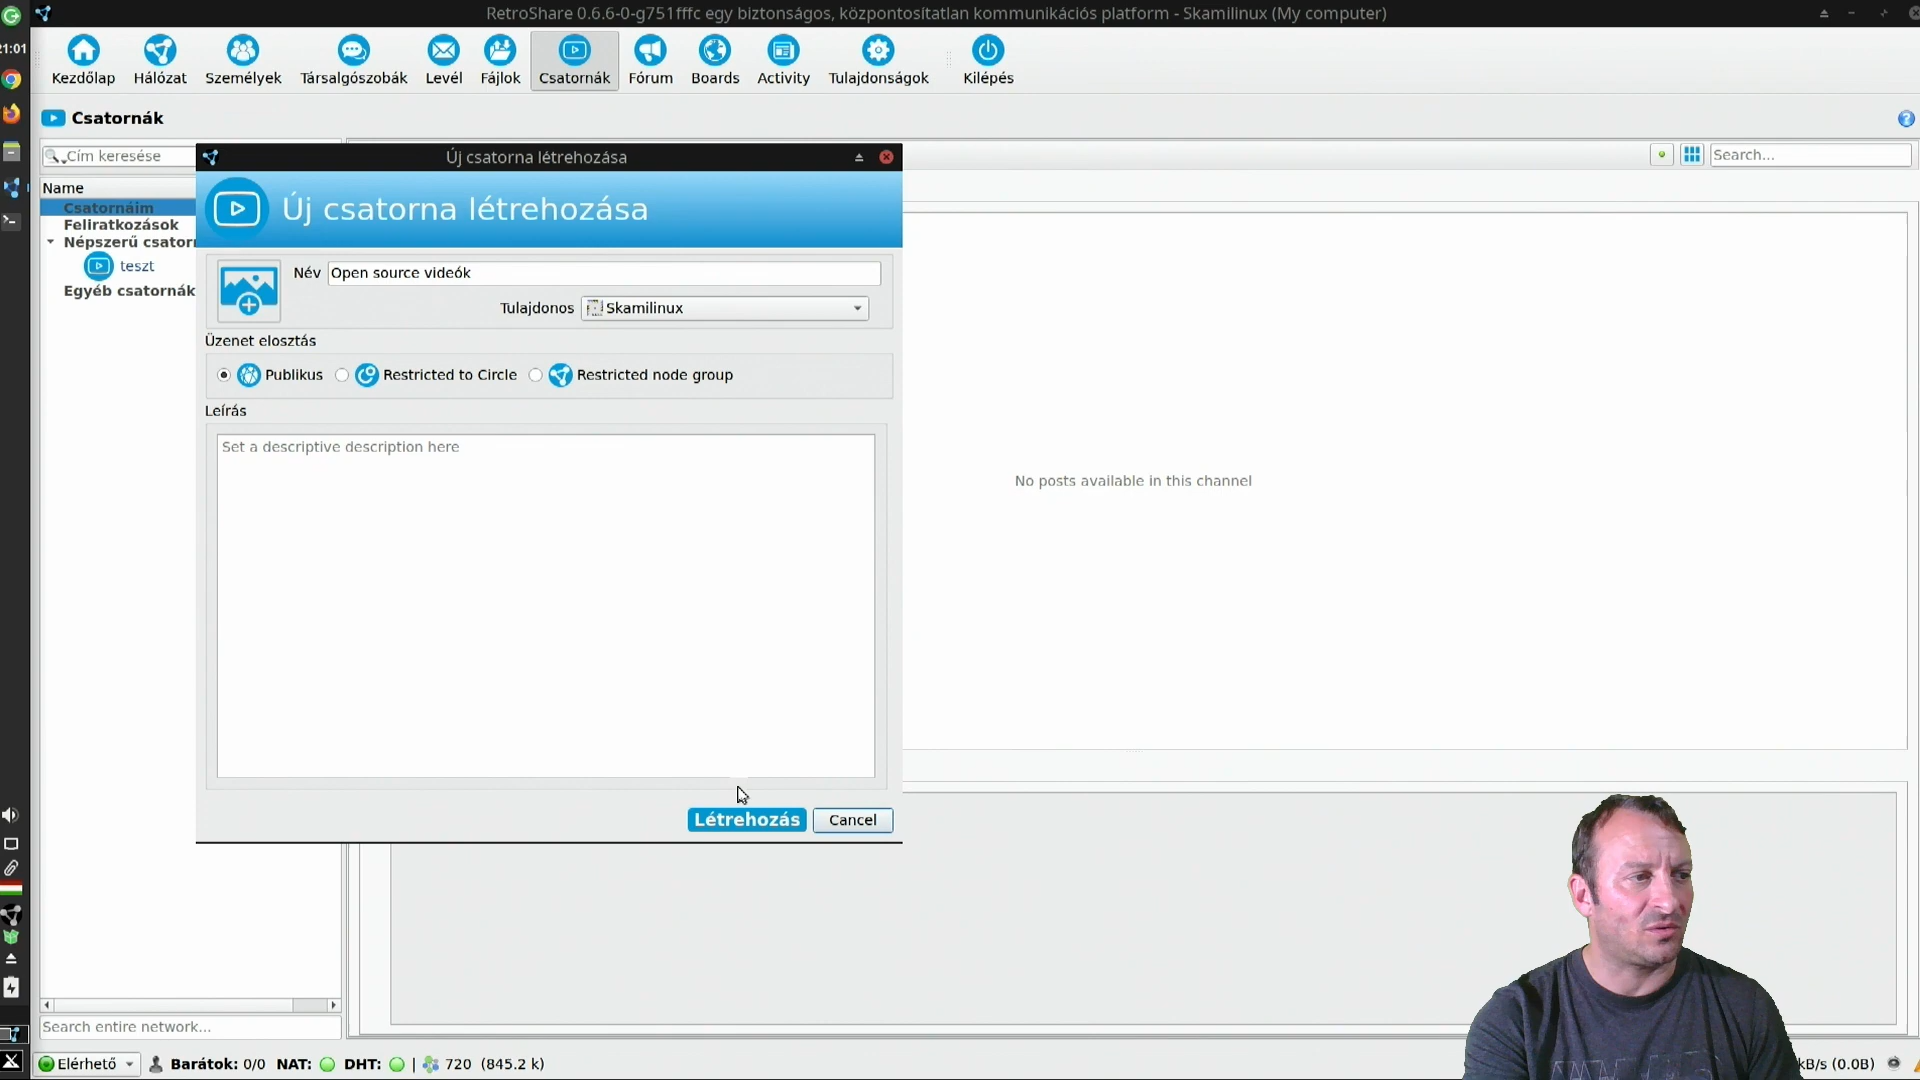 RetroShare 0.6.6-0-g751fffc egy biztonságos, központosítatlan kommunikációs platform - Skamilinux (My computer)
21:01
Kezdőlap Hálózat Személyek Társalgószobák Levél Fájlok Csatornák Fórum Boards Activity Tulajdonságok Kilépés
Csatornák
Cím keresése
Search...
Name
Csatornáim
Feliratkozások
Népszerű csator
teszt
Egyéb csatornák
Új csatorna létrehozása
Új csatorna létrehozása
Név Open source videók
Tulajdonos Skamilinux
Üzenet elosztás
Publikus Restricted to Circle Restricted node group
Leírás
Set a descriptive description here
No posts available in this channel
Létrehozás Cancel
Search entire network...
Elérhető Barátok: 0/0 NAT: DHT: | 720 (845.2 k)
kB/s (0.0B)